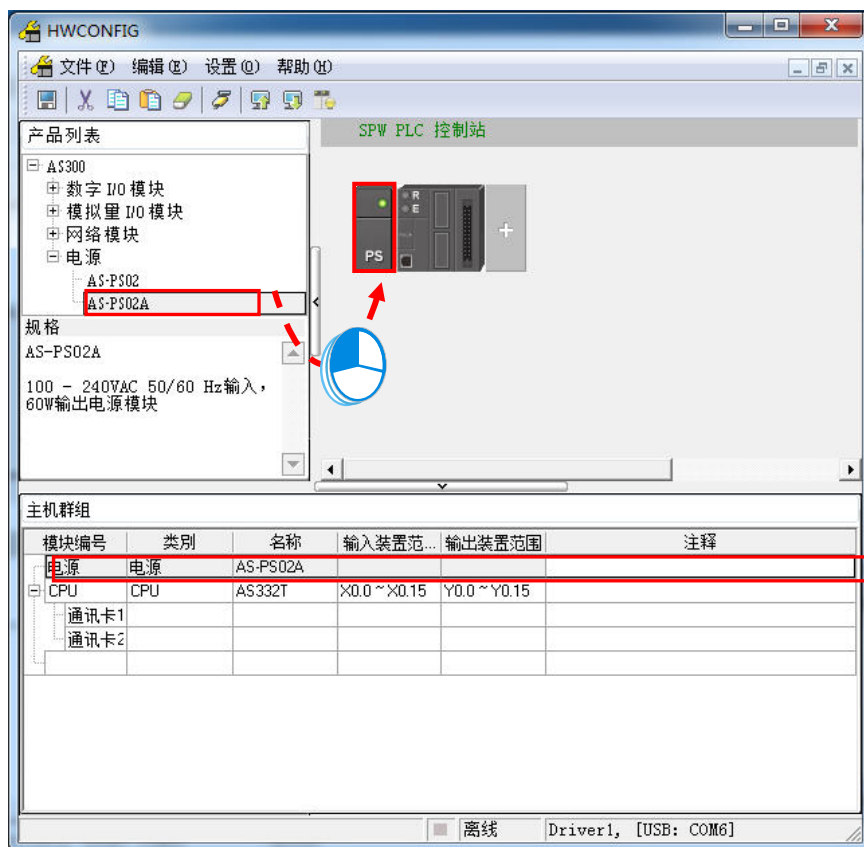 HWCONFIG
文件(F) 编辑(E) 设置(O) 帮助(H)
产品列表
SPW PLC 控制站
AS300
数字 I/O 模块
模拟量 I/O 模块
网络模块
电源
AS-PS02
AS-PS02A
R
E
PS
规格
AS-PS02A
100 - 240VAC 50/60 Hz输入，
60W输出电源模块
主机群组
模块编号 类别 名称 输入装置范... 输出装置范围 注释
电源 电源 AS-PS02A
CPU CPU AS332T X0.0 ~ X0.15 Y0.0 ~ Y0.15
通讯卡1
通讯卡2
离线 Driver1, [USB: COM6]